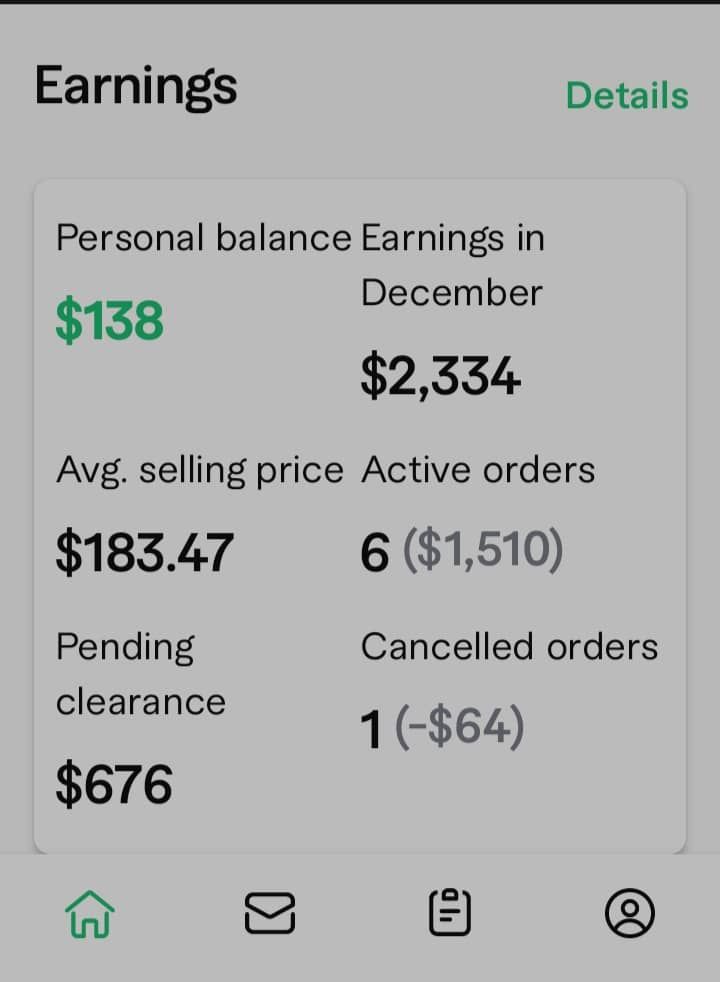 Earnings
Details
Personal balance
$138
Earnings in
December
$2,334
Avg. selling price
$183.47
Active orders
6 ($1,510)
Pending
clearance
$676
Cancelled orders
1 (-$64)